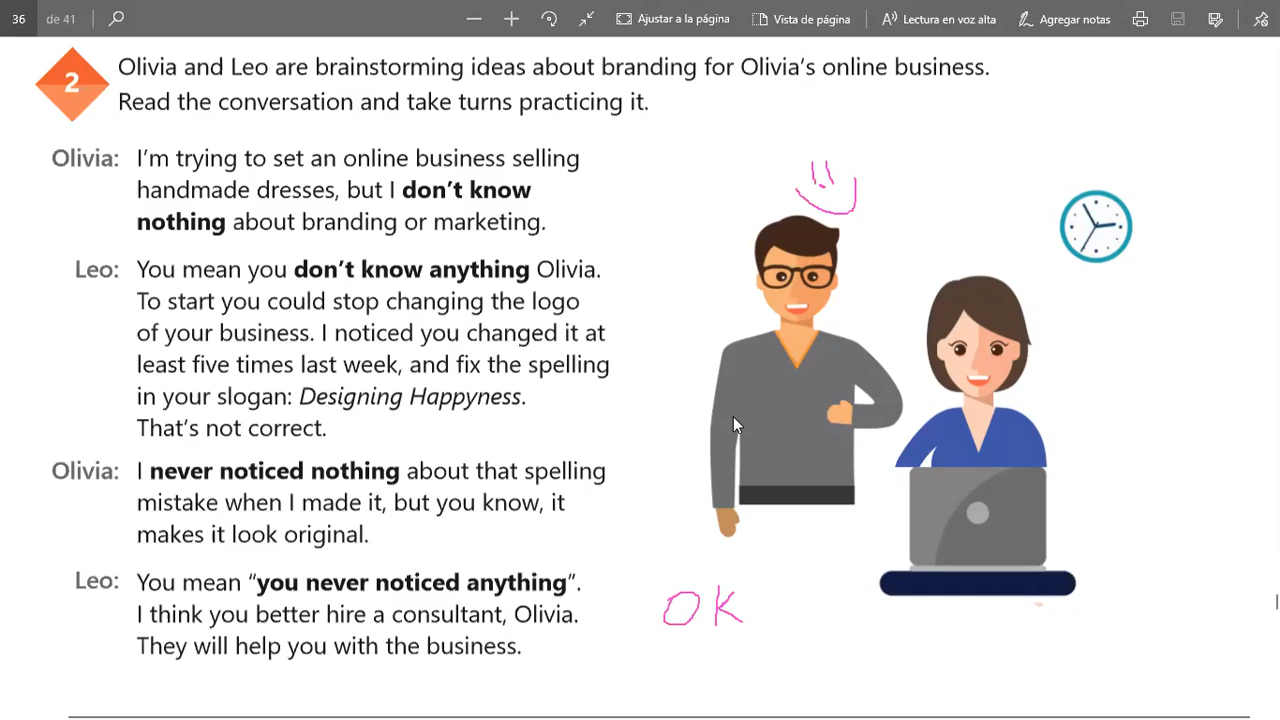 36 de 41 Ajustar a la página Vista de página Lectura en voz alta Agregar notas
2
Olivia and Leo are brainstorming ideas about branding for Olivia’s online business.
Read the conversation and take turns practicing it.
Olivia: I’m trying to set an online business selling
handmade dresses, but I don’t know
nothing about branding or marketing.
Leo: You mean you don’t know anything Olivia.
To start you could stop changing the logo
of your business. I noticed you changed it at
least five times last week, and fix the spelling
in your slogan: Designing Happyness.
That’s not correct.
Olivia: I never noticed nothing about that spelling
mistake when I made it, but you know, it
makes it look original.
Leo: You mean “you never noticed anything”.
I think you better hire a consultant, Olivia.
They will help you with the business.
OK